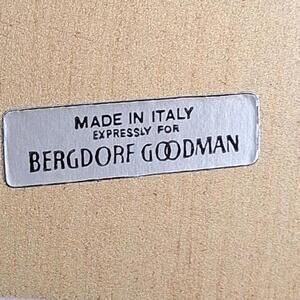 MADE IN ITALY
EXPRESSLY FOR
BERGDORF GOODMAN